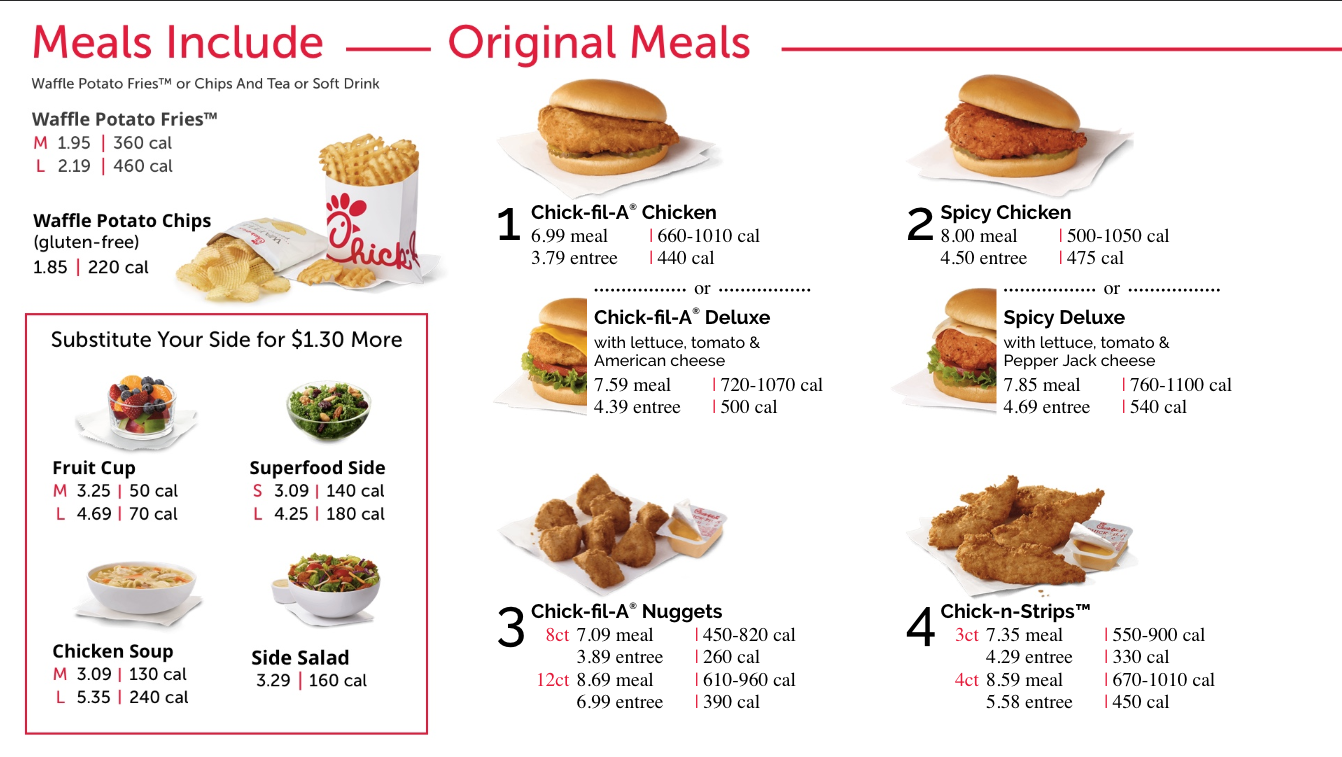 Meals Include
Waffle Potato Fries™ or Chips And Tea or Soft Drink
Waffle Potato Fries™
M 1.95 | 360 cal
L 2.19 | 460 cal
Waffle Potato Chips
(gluten-free)
1.85 | 220 cal
Chick
Substitute Your Side for $1.30 More
Fruit Cup
M 3.25 | 50 cal
L 4.69 | 70 cal
Superfood Side
S 3.09 | 140 cal
L 4.25 | 180 cal
Chicken Soup
M 3.09 | 130 cal
L 5.35 | 240 cal
Side Salad
3.29 | 160 cal
Original Meals
1 Chick-fil-A® Chicken
6.99 meal | 660-1010 cal
3.79 entree | 440 cal
or
Chick-fil-A® Deluxe
with lettuce, tomato &
American cheese
7.59 meal | 720-1070 cal
4.39 entree | 500 cal
2 Spicy Chicken
8.00 meal | 500-1050 cal
4.50 entree | 475 cal
or
Spicy Deluxe
with lettuce, tomato &
Pepper Jack cheese
7.85 meal | 760-1100 cal
4.69 entree | 540 cal
3 Chick-fil-A® Nuggets
8ct 7.09 meal | 450-820 cal
3.89 entree | 260 cal
12ct 8.69 meal | 610-960 cal
6.99 entree | 390 cal
4 Chick-n-Strips™
3ct 7.35 meal | 550-900 cal
4.29 entree | 330 cal
4ct 8.59 meal | 670-1010 cal
5.58 entree | 450 cal